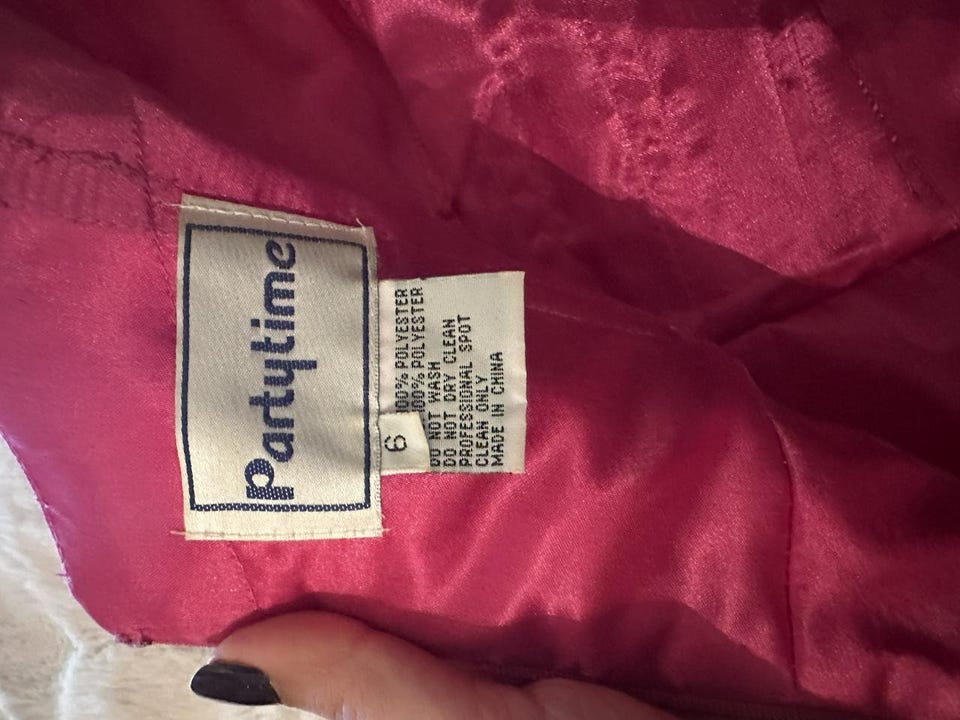 Partytime
6
100% POLYESTER
100% POLYESTER
DO NOT WASH
DO NOT DRY CLEAN
PROFESSIONAL SPOT
CLEAN ONLY
MADE IN CHINA